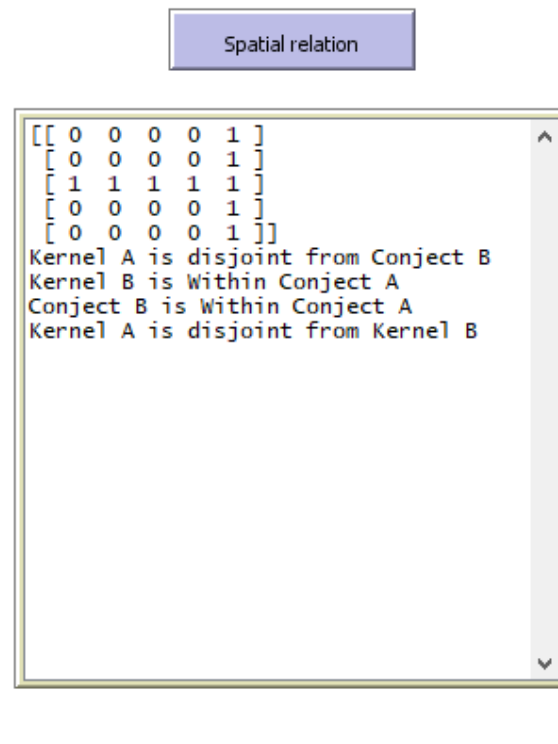 Spatial relation
[[ 0 0 0 0 1 ]
[ 0 0 0 0 1 ]
[ 1 1 1 1 1 ]
[ 0 0 0 0 1 ]
[ 0 0 0 0 1 ]]
Kernel A is disjoint from Conject B
Kernel B is Within Conject A
Conject B is Within Conject A
Kernel A is disjoint from Kernel B